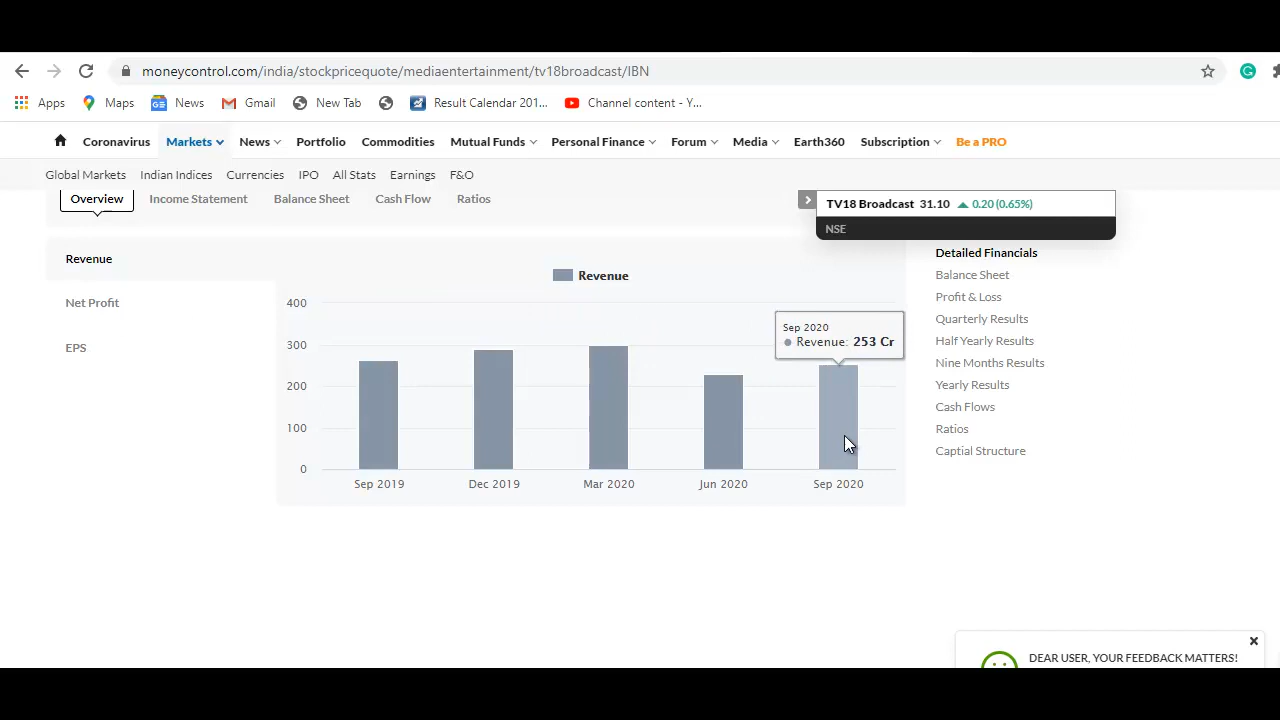 moneycontrol.com/india/stockpricequote/mediaentertainment/tv18broadcast/IBN
Apps Maps News Gmail New Tab Result Calendar 201... Channel content - Y...
Coronavirus Markets News Portfolio Commodities Mutual Funds Personal Finance Forum Media Earth360 Subscription Be a PRO
Global Markets Indian Indices Currencies IPO All Stats Earnings F&O
Overview Income Statement Balance Sheet Cash Flow Ratios
TV18 Broadcast 31.10 0.20 (0.65%)
NSE
Revenue
Net Profit
EPS
Revenue
400
300
200
100
0
Sep 2020
Revenue: 253 Cr
Sep 2019 Dec 2019 Mar 2020 Jun 2020 Sep 2020
Detailed Financials
Balance Sheet
Profit & Loss
Quarterly Results
Half Yearly Results
Nine Months Results
Yearly Results
Cash Flows
Ratios
Captial Structure
DEAR USER, YOUR FEEDBACK MATTERS!